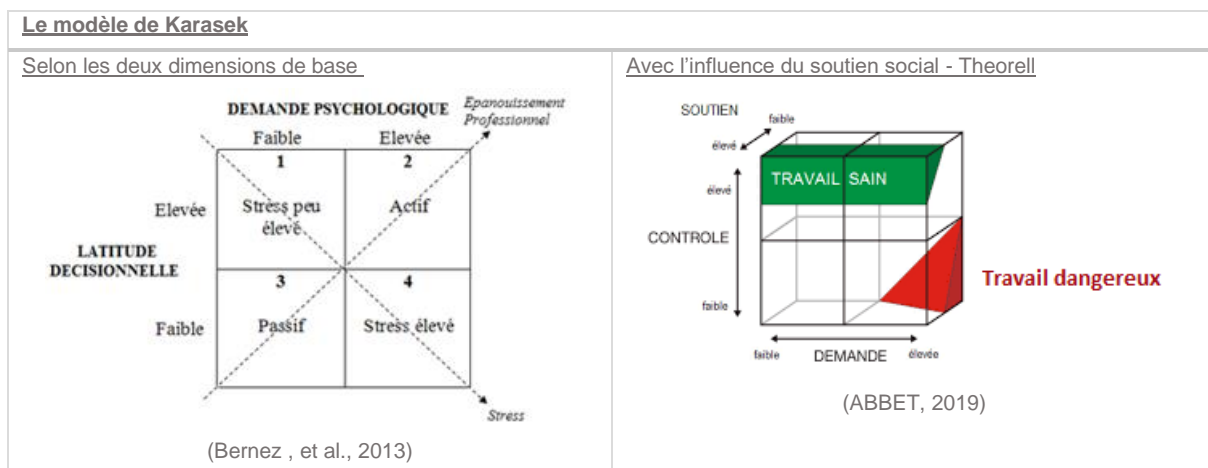 Le modèle de Karasek
Selon les deux dimensions de base
DEMANDE PSYCHOLOGIQUE
Epanouissement
Professionnel
Faible
Elevée
1
2
Elevée
Stress peu
élevé
Actif
LATITUDE
DECISIONNELLE
3
4
Faible
Passif
Stress élevé
Stress
(Bernez , et al., 2013)
Avec l'influence du soutien social - Theorell
SOUTIEN
faible
élevé
TRAVAIL SAIN
élevé
CONTROLE
Travail dangereux
faible
faible
DEMANDE
élevée
(ABBET, 2019)